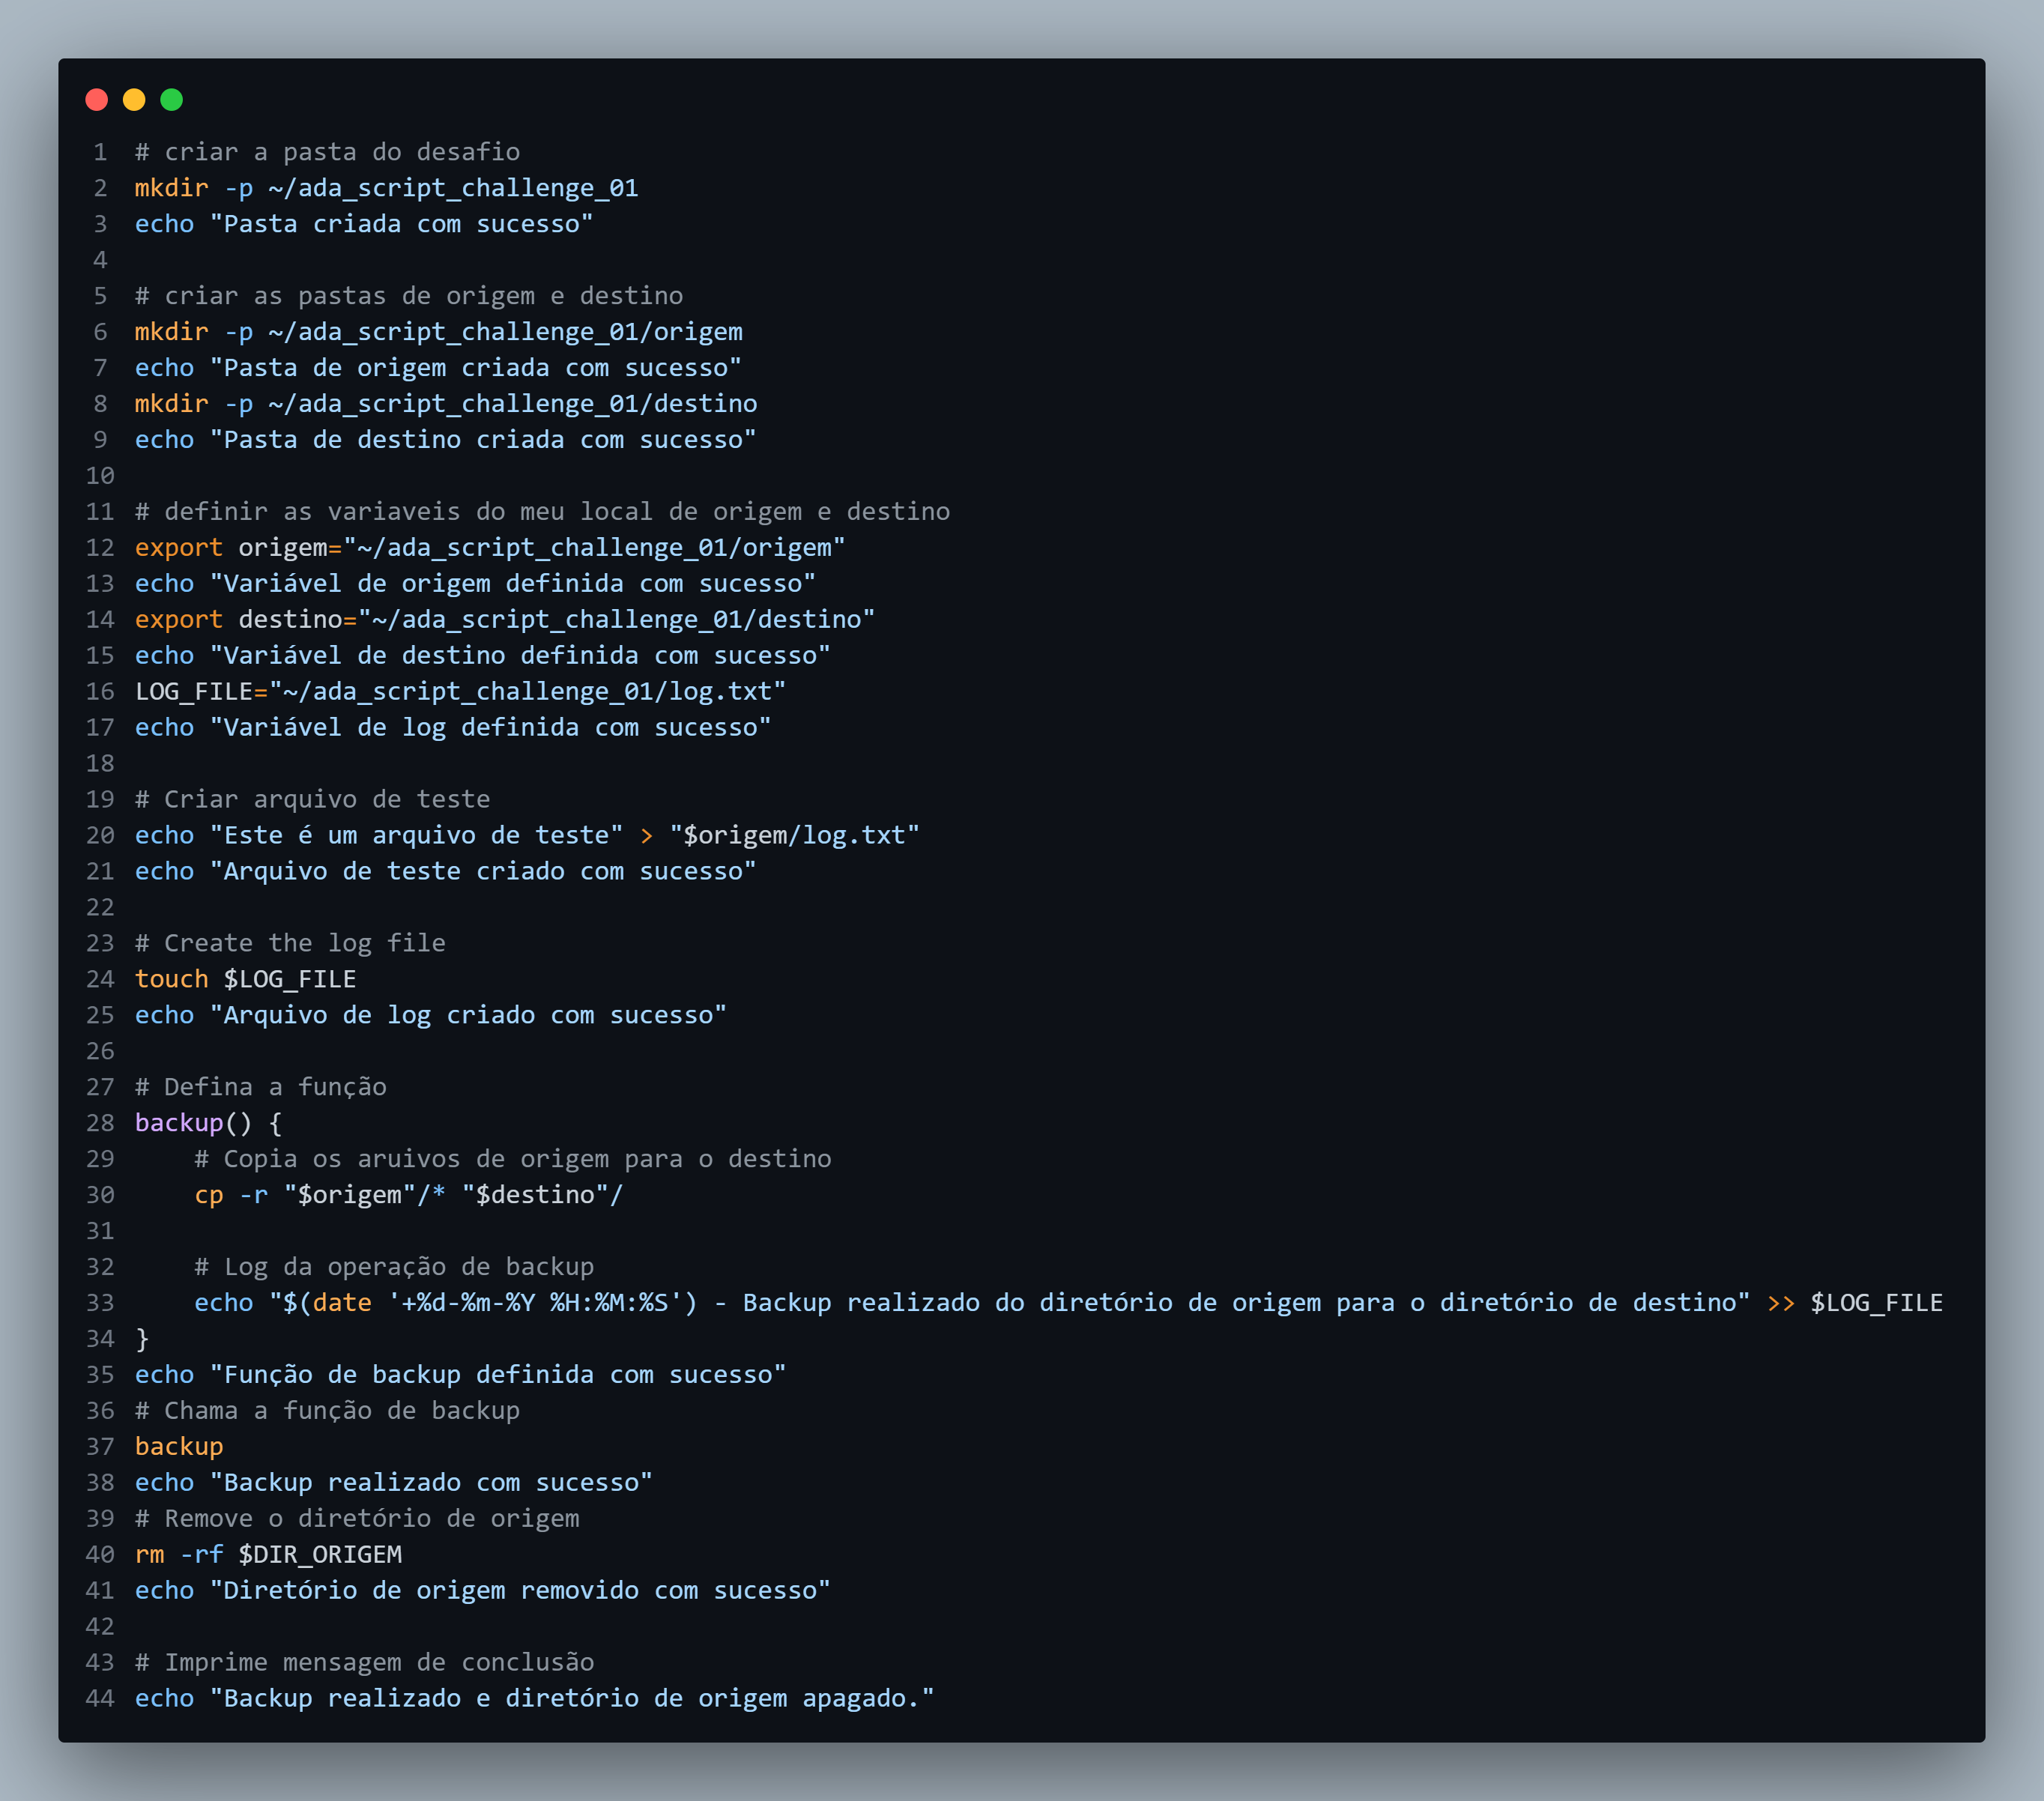 1 # criar a pasta do desafio
2 mkdir -p ~/ada_script_challenge_01
3 echo "Pasta criada com sucesso"
4
5 # criar as pastas de origem e destino
6 mkdir -p ~/ada_script_challenge_01/origem
7 echo "Pasta de origem criada com sucesso"
8 mkdir -p ~/ada_script_challenge_01/destino
9 echo "Pasta de destino criada com sucesso"
10
11 # definir as variaveis do meu local de origem e destino
12 export origem="~/ada_script_challenge_01/origem"
13 echo "Variável de origem definida com sucesso"
14 export destino="~/ada_script_challenge_01/destino"
15 echo "Variável de destino definida com sucesso"
16 LOG_FILE="~/ada_script_challenge_01/log.txt"
17 echo "Variável de log definida com sucesso"
18
19 # Criar arquivo de teste
20 echo "Este é um arquivo de teste" > "$origem/log.txt"
21 echo "Arquivo de teste criado com sucesso"
22
23 # Create the log file
24 touch $LOG_FILE
25 echo "Arquivo de log criado com sucesso"
26
27 # Defina a função
28 backup() {
29     # Copia os aruivos de origem para o destino
30     cp -r "$origem"/* "$destino"/
31
32     # Log da operação de backup
33     echo "$(date '+%d-%m-%Y %H:%M:%S') - Backup realizado do diretório de origem para o diretório de destino" >> $LOG_FILE
34 }
35 echo "Função de backup definida com sucesso"
36 # Chama a função de backup
37 backup
38 echo "Backup realizado com sucesso"
39 # Remove o diretório de origem
40 rm -rf $DIR_ORIGEM
41 echo "Diretório de origem removido com sucesso"
42
43 # Imprime mensagem de conclusão
44 echo "Backup realizado e diretório de origem apagado."